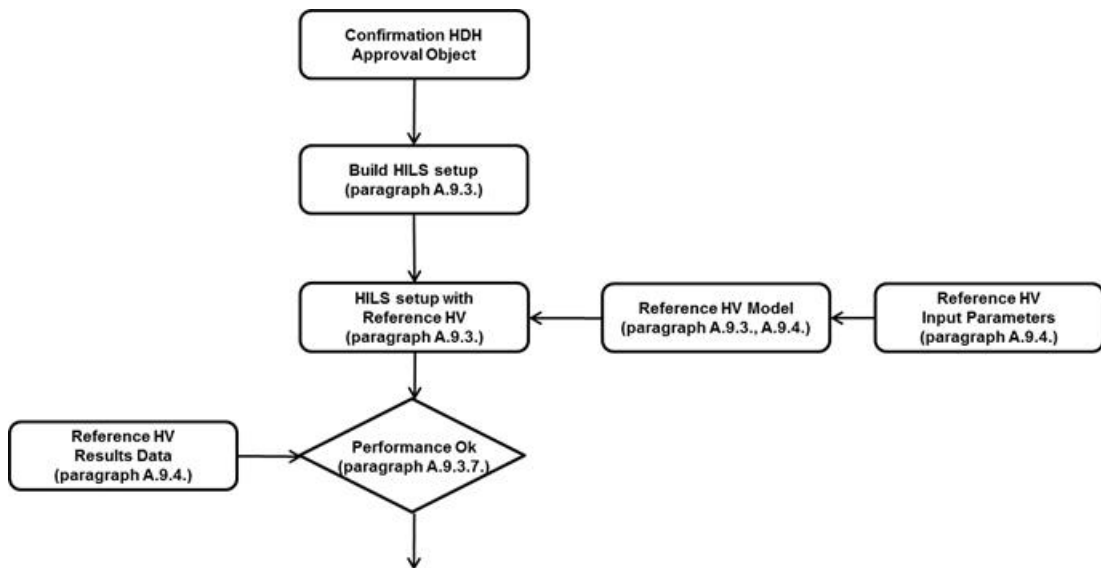 Confirmation HDH
Approval Object
Build HILS setup
(paragraph A.9.3.)
HILS setup with
Reference HV
(paragraph A.9.3.)
Reference HV Model
(paragraph A.9.3., A.9.4.)
Reference HV
Input Parameters
(paragraph A.9.4.)
Reference HV
Results Data
(paragraph A.9.4.)
Performance Ok
(paragraph A.9.3.7.)